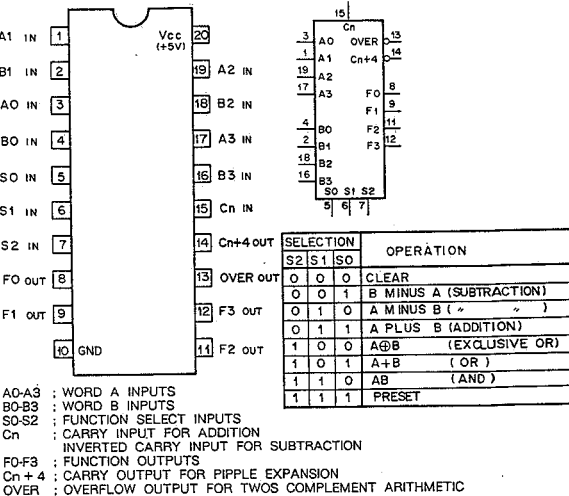 A1 IN 1
Vcc 20
(+5V)
B1 IN 2
19 A2 IN
A0 IN 3
18 B2 IN
B0 IN 4
17 A3 IN
S0 IN 5
16 B3 IN
S1 IN 6
15 Cn IN
S2 IN 7
14 Cn+4 OUT
F0 OUT 8
13 OVER OUT
F1 OUT 9
12 F3 OUT
10 GND
11 F2 OUT
15
Cn
3 A0 OVER 13
1 A1 Cn+4 14
19 A2
17 A3 F0 8
F1 9
4 B0 F2 11
2 B1 F3 12
18 B2
16 B3
S0 S1 S2
5 6 7
SELECTION OPERATION
S2 S1 S0
0 0 0 CLEAR
0 0 1 B MINUS A (SUBTRACTION)
0 1 0 A MINUS B ( " " )
0 1 1 A PLUS B (ADDITION)
1 0 0 A⊕B (EXCLUSIVE OR)
1 0 1 A+B (OR)
1 1 0 AB (AND)
1 1 1 PRESET
A0-A3 : WORD A INPUTS
B0-B3 : WORD B INPUTS
S0-S2 : FUNCTION SELECT INPUTS
Cn : CARRY INPUT FOR ADDITION
INVERTED CARRY INPUT FOR SUBTRACTION
F0-F3 : FUNCTION OUTPUTS
Cn + 4 : CARRY OUTPUT FOR PIPPLE EXPANSION
OVER : OVERFLOW OUTPUT FOR TWOS COMPLEMENT ARITHMETIC